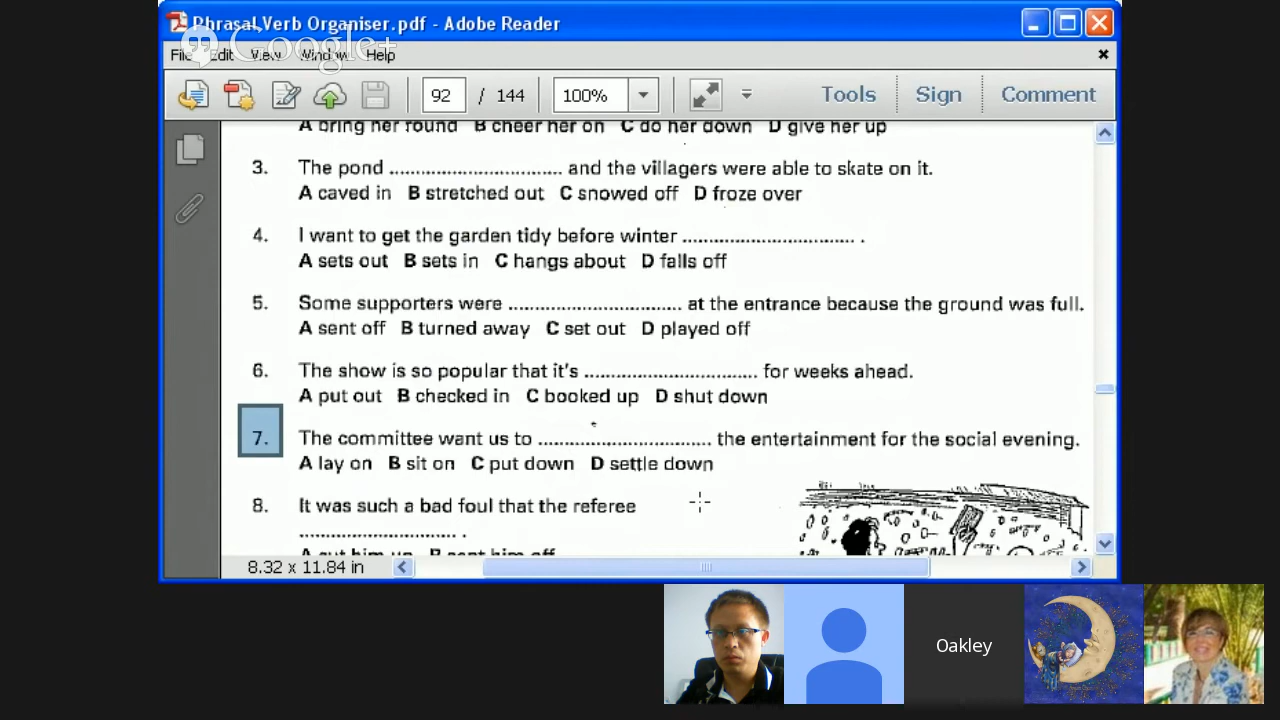 Phrasal Verb Organiser.pdf - Adobe Reader
Google+
File Edit View Window Help
92 / 144 100% Tools Sign Comment
A bring her round B cheer her on C do her down D give her up
3. The pond ............................... and the villagers were able to skate on it.
A caved in B stretched out C snowed off D froze over
4. I want to get the garden tidy before winter ............................... .
A sets out B sets in C hangs about D falls off
5. Some supporters were ............................... at the entrance because the ground was full.
A sent off B turned away C set out D played off
6. The show is so popular that it's ............................... for weeks ahead.
A put out B checked in C booked up D shut down
7. The committee want us to ............................... the entertainment for the social evening.
A lay on B sit on C put down D settle down
8. It was such a bad foul that the referee
............................ .
A cut him up B sent him off
8.32 x 11.84 in
Oakley